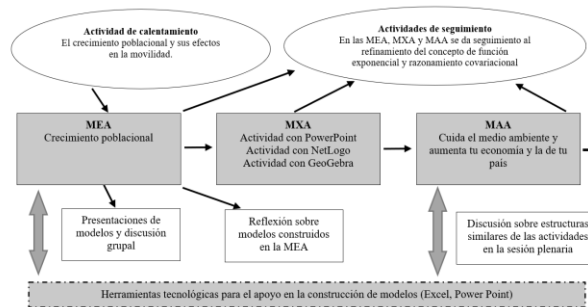 Actividad de calentamiento
El crecimiento poblacional y sus efectos
en la movilidad.
Actividades de seguimiento
En las MEA, MXA y MAA se da seguimiento al
refinamiento del concepto de función
exponencial y razonamiento covariacional
MEA
Crecimiento poblacional
MXA
Actividad con PowerPoint
Actividad con NetLogo
Actividad con GeoGebra
MAA
Cuida el medio ambiente y
aumenta tu economía y la de tu
país
Presentaciones de
modelos y discusión
grupal
Reflexión sobre
modelos construidos
en la MEA
Discusión sobre estructuras
similares de las actividades
en la sesión plenaria
Herramientas tecnológicas para el apoyo en la construcción de modelos (Excel, Power Point)